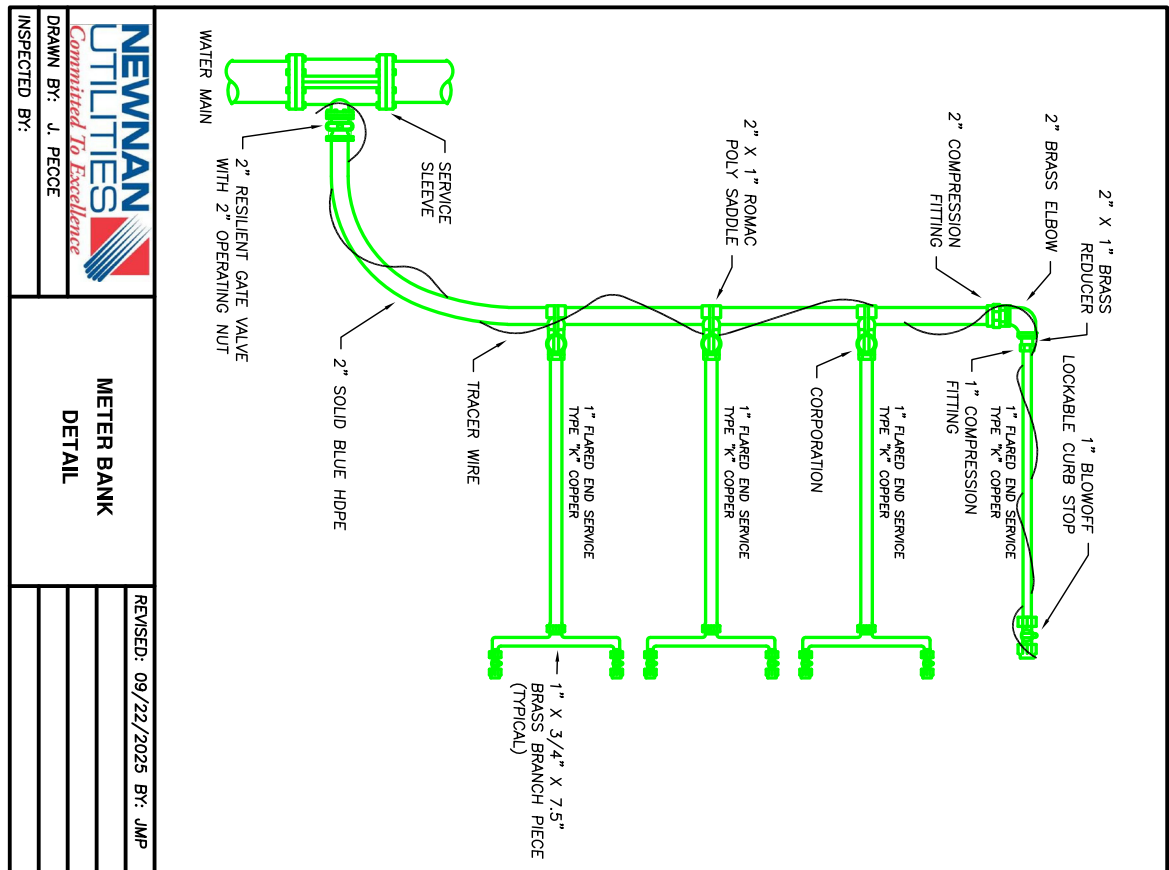 2" X 1" BRASS
REDUCER
2" BRASS ELBOW
2" COMPRESSION
FITTING
LOCKABLE CURB STOP
1" BLOWOFF
1" FLARED END SERVICE
TYPE "K" COPPER
1" COMPRESSION
FITTING
1" FLARED END SERVICE
TYPE "K" COPPER
CORPORATION
2" X 1" ROMAC
POLY SADDLE
1" FLARED END SERVICE
TYPE "K" COPPER
1" FLARED END SERVICE
TYPE "K" COPPER
TRACER WIRE
1" X 3/4" X 7.5"
BRASS BRANCH PIECE
(TYPICAL)
SERVICE
SLEEVE
2" SOLID BLUE HDPE
2" RESILIENT GATE VALVE
WITH 2" OPERATING NUT
WATER MAIN
NEWNAN
UTILITIES
Committed To Excellence
DRAWN BY: J. PECCE
INSPECTED BY:
METER BANK
DETAIL
REVISED: 09/22/2025 BY: JMP